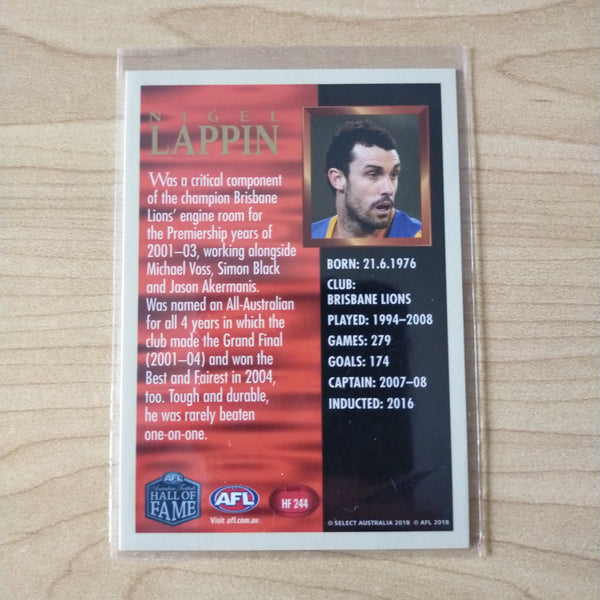 NIGEL
LAPPIN
Was a critical component
of the champion Brisbane
Lions' engine room for
the Premiership years of
2001–03, working alongside
Michael Voss, Simon Black
and Jason Akermanis.
Was named an All-Australian
for all 4 years in which the
club made the Grand Final
(2001–04) and won the
Best and Fairest in 2004,
too. Tough and durable,
he was rarely beaten
one-on-one.
BORN: 21.6.1976
CLUB:
BRISBANE LIONS
PLAYED: 1994–2008
GAMES: 279
GOALS: 174
CAPTAIN: 2007–08
INDUCTED: 2016
AFL
Australian Football
HALL OF
FAME
AFL
Visit afl.com.au
HF 244
© SELECT AUSTRALIA 2018 © AFL 2018